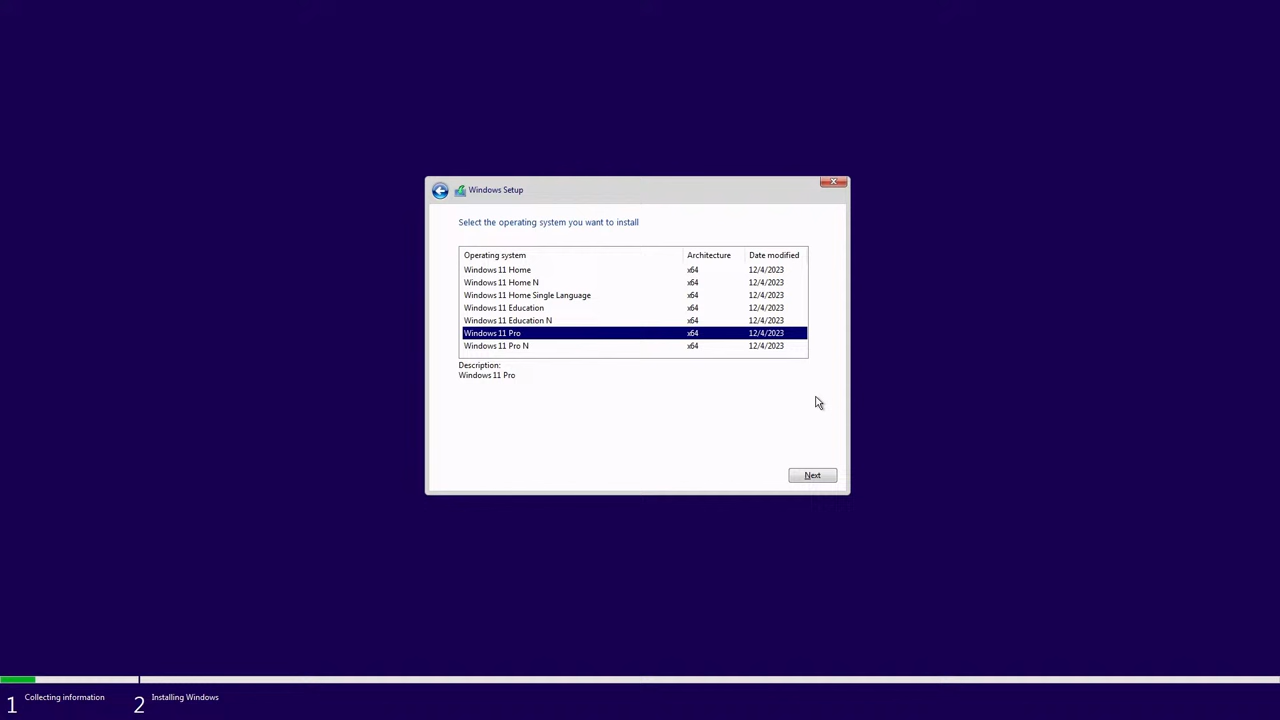 Windows Setup
Select the operating system you want to install
Operating system Architecture Date modified
Windows 11 Home x64 12/4/2023
Windows 11 Home N x64 12/4/2023
Windows 11 Home Single Language x64 12/4/2023
Windows 11 Education x64 12/4/2023
Windows 11 Education N x64 12/4/2023
Windows 11 Pro x64 12/4/2023
Windows 11 Pro N x64 12/4/2023
Description:
Windows 11 Pro
Next
1 Collecting information 2 Installing Windows